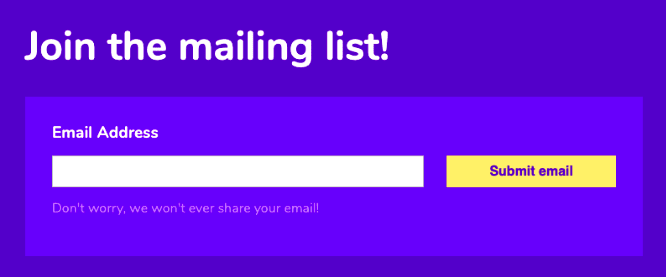 Join the mailing list!
Email Address
Submit email
Don't worry, we won't ever share your email!